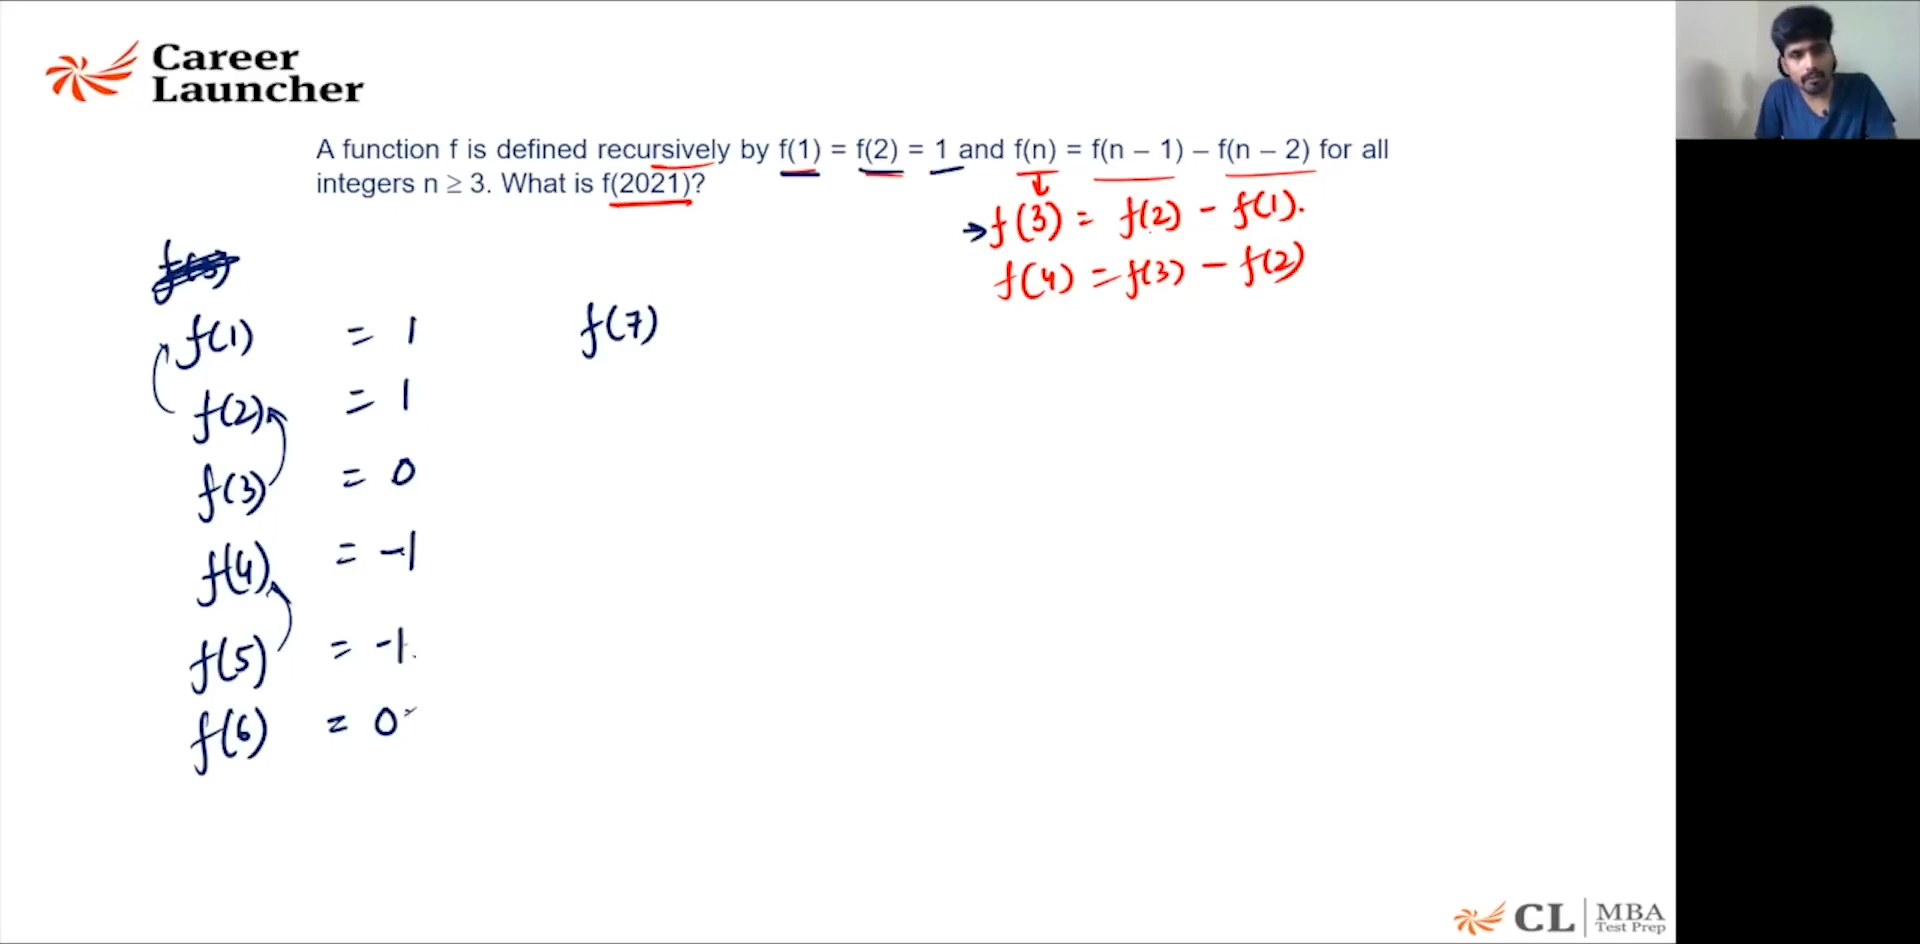 Career
Launcher
A function f is defined recursively by f(1) = f(2) = 1 and f(n) = f(n – 1) – f(n – 2) for all
integers n ≥ 3. What is f(2021)?
f(3) = f(2) - f(1).
f(4) = f(3) - f(2)
f(1) = 1
f(7)
f(2) = 1
f(3) = 0
f(4) = -1
f(5) = -1.
f(6) = 0
CL MBA
Test Prep